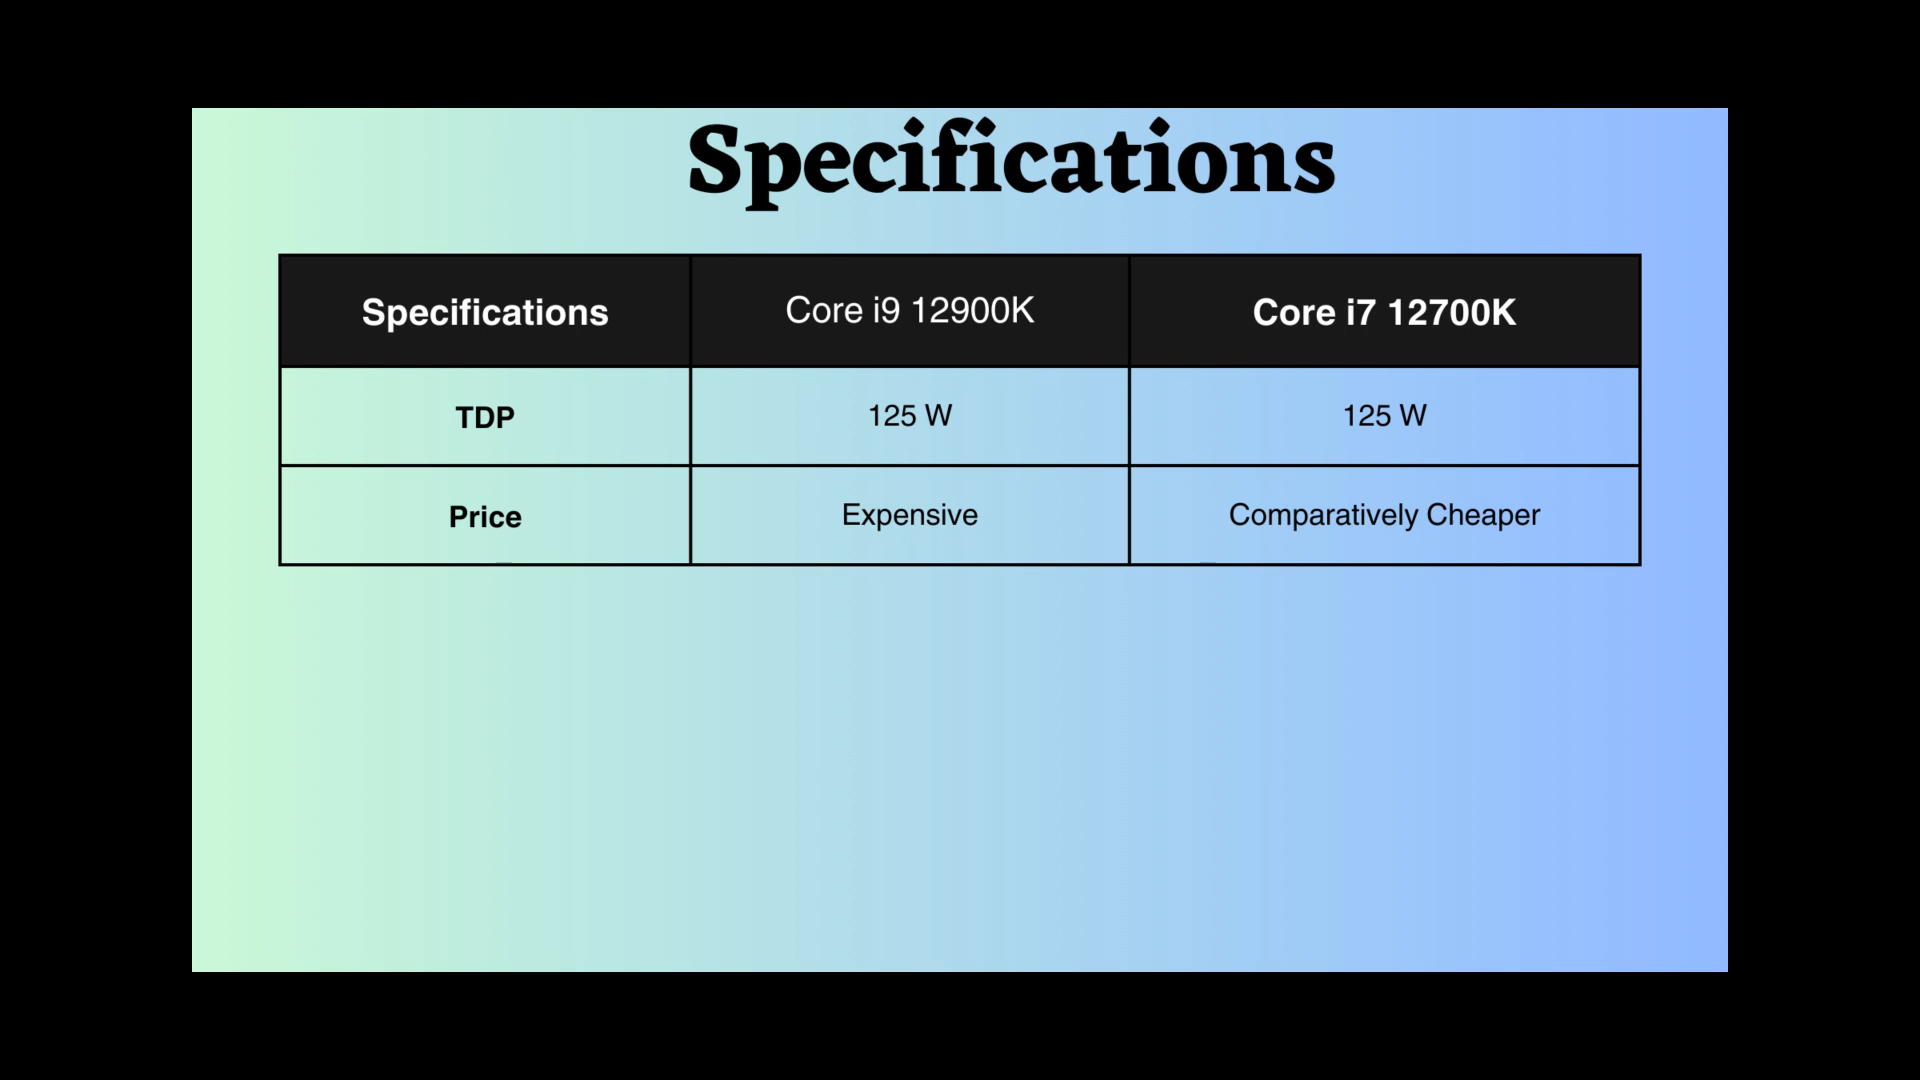 Specifications
Specifications Core i9 12900K Core i7 12700K
TDP 125 W 125 W
Price Expensive Comparatively Cheaper